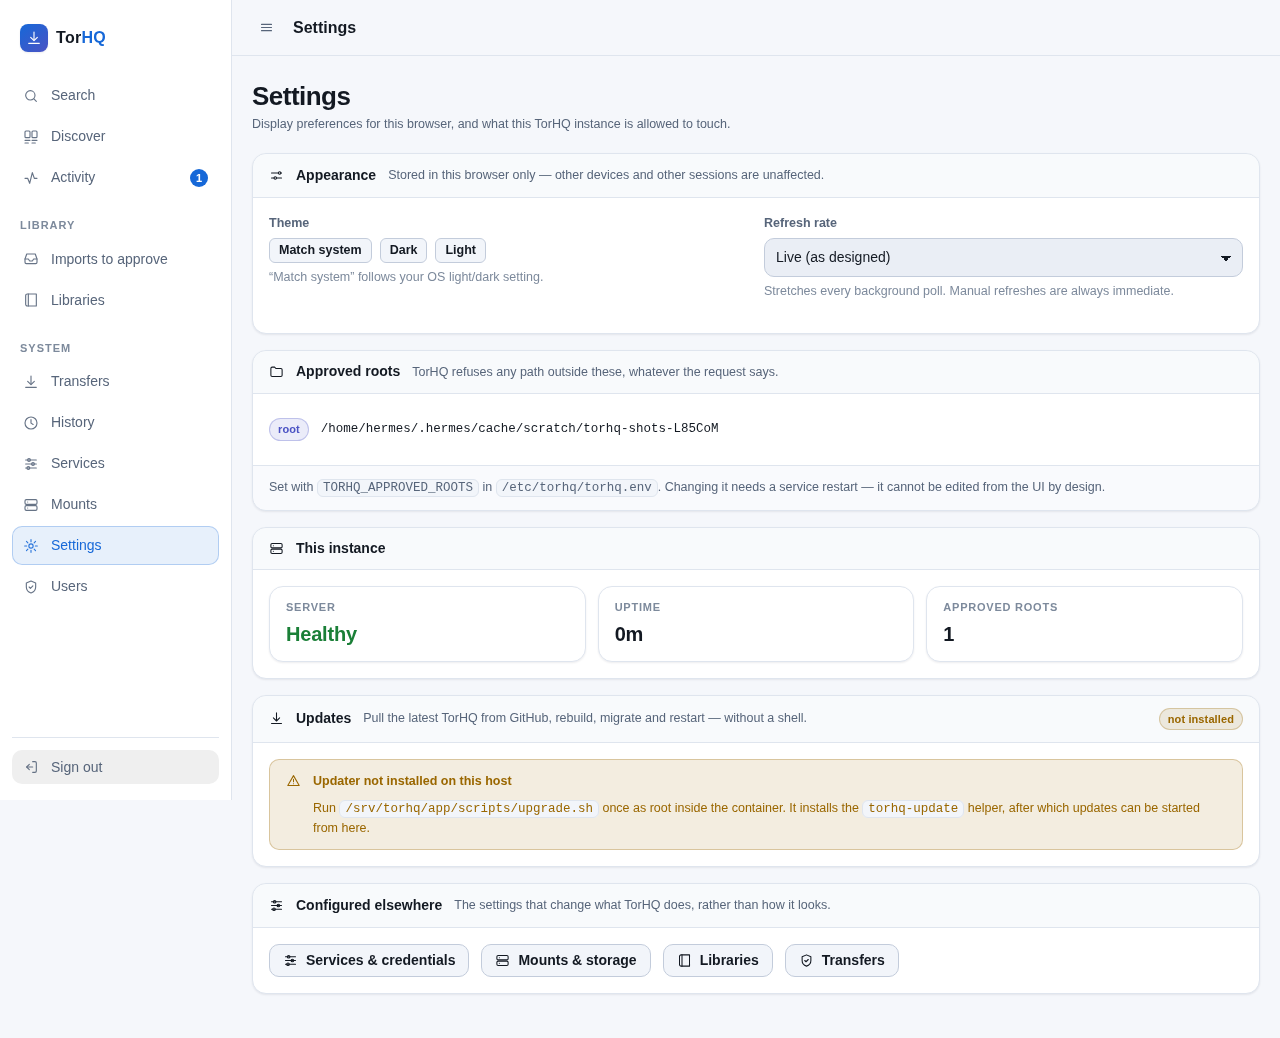 TorHQ
Settings
Search
Discover
Activity
1
LIBRARY
Imports to approve
Libraries
SYSTEM
Transfers
History
Services
Mounts
Settings
Users
Sign out
Settings
Display preferences for this browser, and what this TorHQ instance is allowed to touch.
Appearance Stored in this browser only — other devices and other sessions are unaffected.
Theme
Match system Dark Light
“Match system” follows your OS light/dark setting.
Refresh rate
Live (as designed)
Stretches every background poll. Manual refreshes are always immediate.
Approved roots TorHQ refuses any path outside these, whatever the request says.
root /home/hermes/.hermes/cache/scratch/torhq-shots-L85CoM
Set with TORHQ_APPROVED_ROOTS in /etc/torhq/torhq.env. Changing it needs a service restart — it cannot be edited from the UI by design.
This instance
SERVER
Healthy
UPTIME
0m
APPROVED ROOTS
1
Updates Pull the latest TorHQ from GitHub, rebuild, migrate and restart — without a shell. not installed
Updater not installed on this host
Run /srv/torhq/app/scripts/upgrade.sh once as root inside the container. It installs the torhq-update helper, after which updates can be started
from here.
Configured elsewhere The settings that change what TorHQ does, rather than how it looks.
Services & credentials Mounts & storage Libraries Transfers